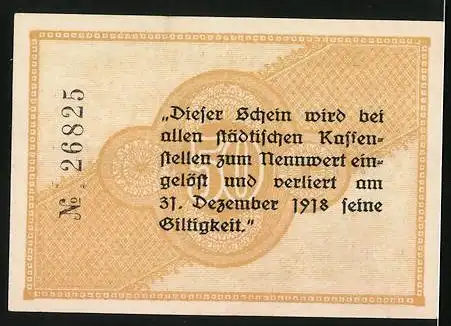 № 26825
„Dieser Schein wird bei
allen städtischen Kassen-
stellen zum Nennwert ein-
gelöst und verliert am
31. Dezember 1918 seine
Giltigkeit."
50